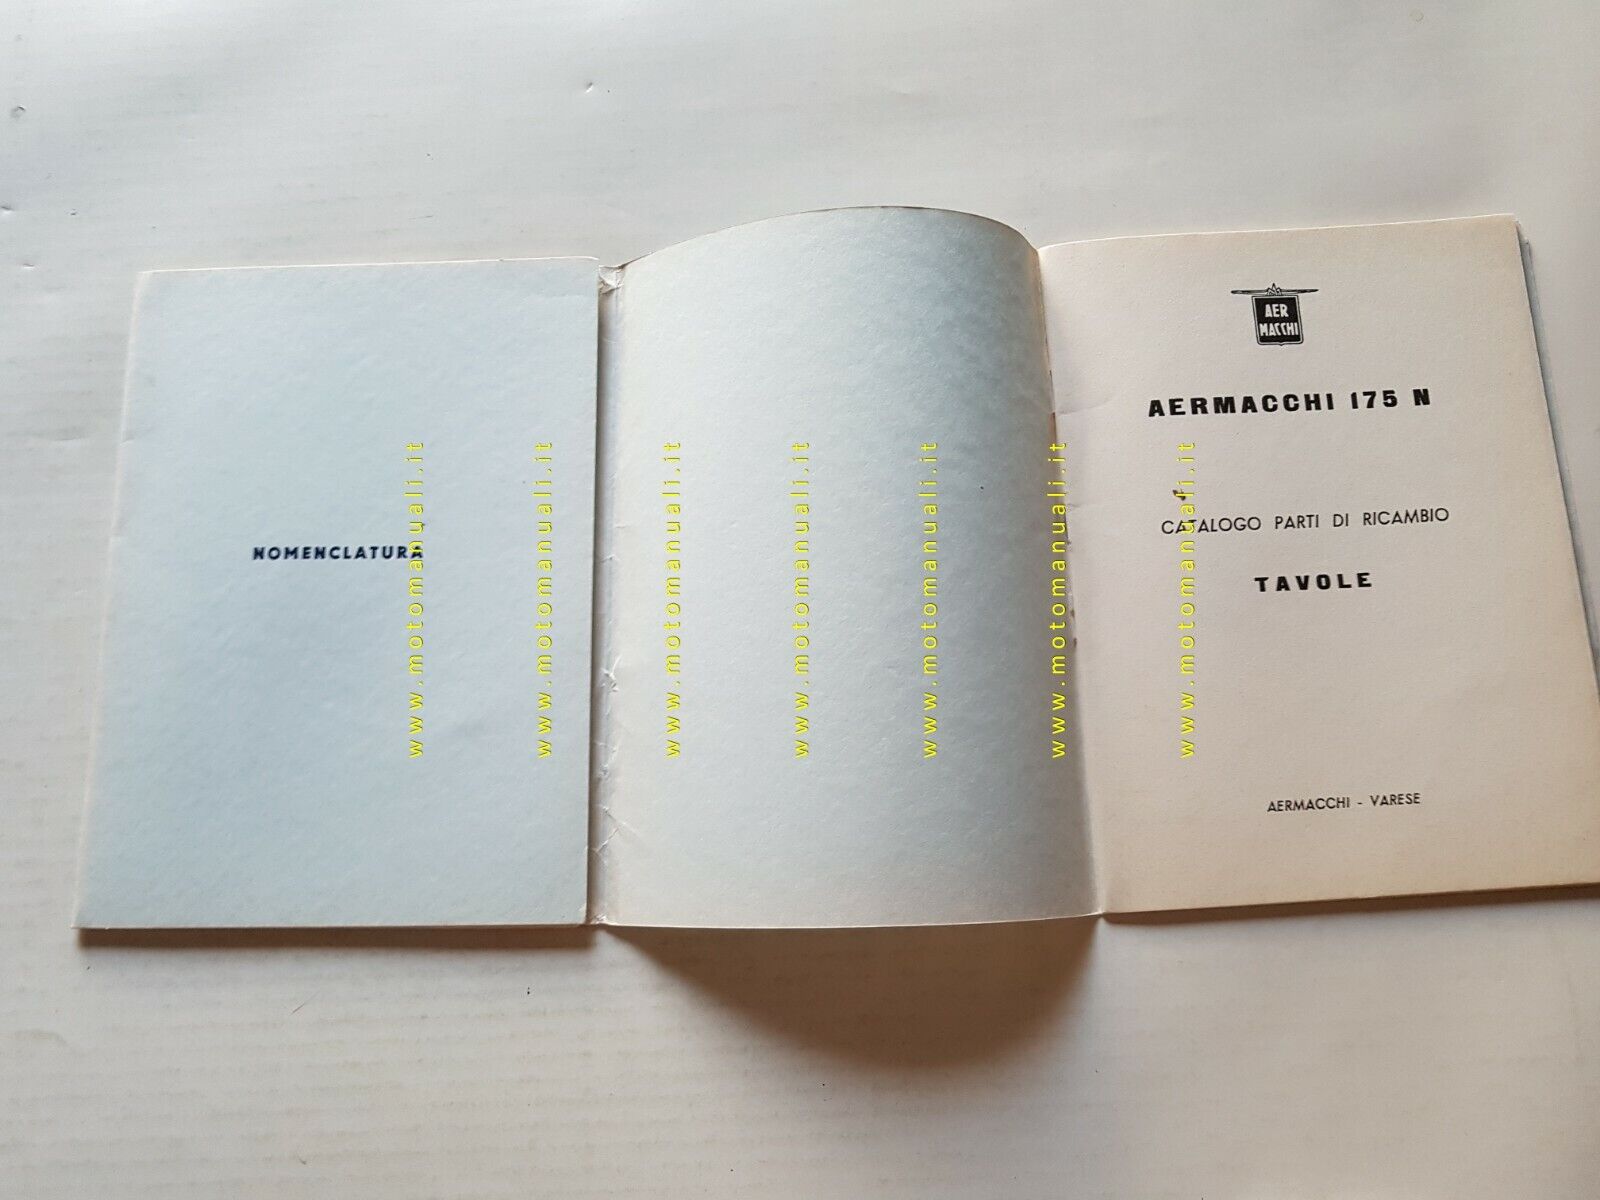 NOMENCLATURA
AER
MACCHI
AERMACCHI 175 N
CATALOGO PARTI DI RICAMBIO
TAVOLE
AERMACCHI - VARESE
www.motomanuali.it
www.motomanuali.it
www.motomanuali.it
www.motomanuali.it
www.motomanuali.it
www.motomanuali.it
www.motomanuali.it